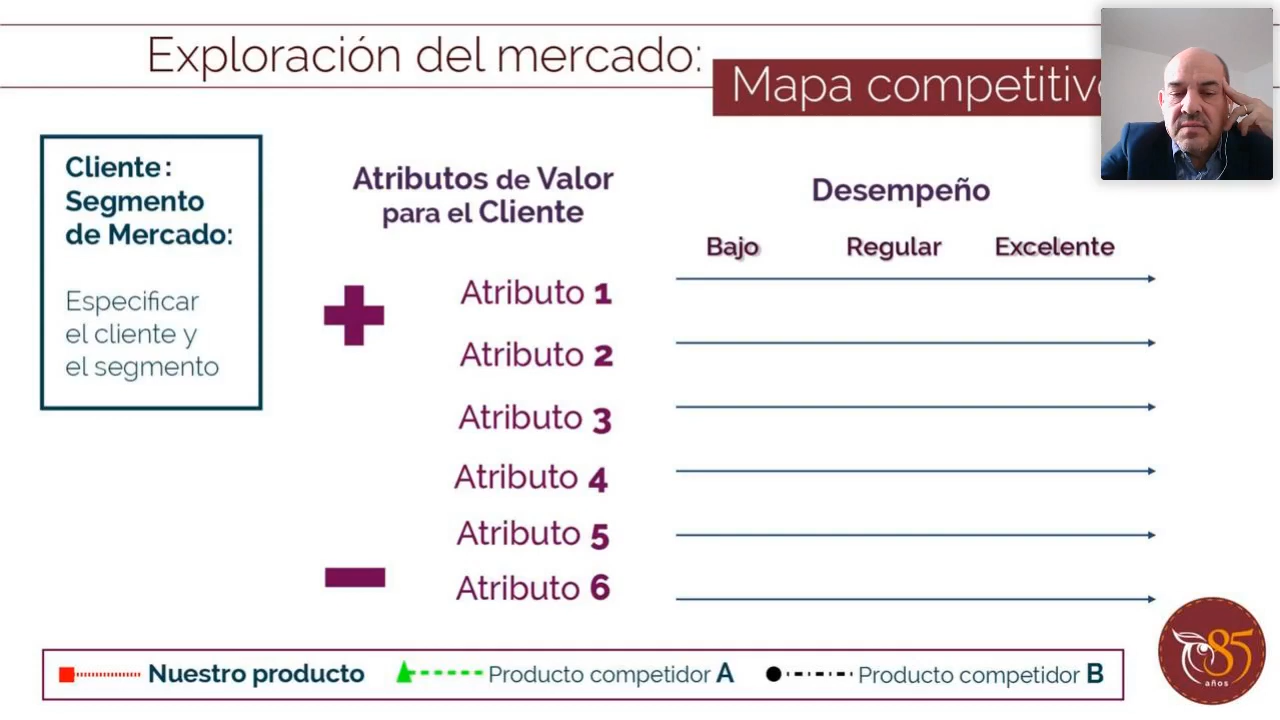 Exploración del mercado:
Mapa competitiv
Cliente:
Segmento
de Mercado:
Especificar
el cliente y
el segmento
Atributos de Valor
para el Cliente
Desempeño
Bajo Regular Excelente
Atributo 1
Atributo 2
Atributo 3
Atributo 4
Atributo 5
Atributo 6
Nuestro producto Producto competidor A Producto competidor B
85
años